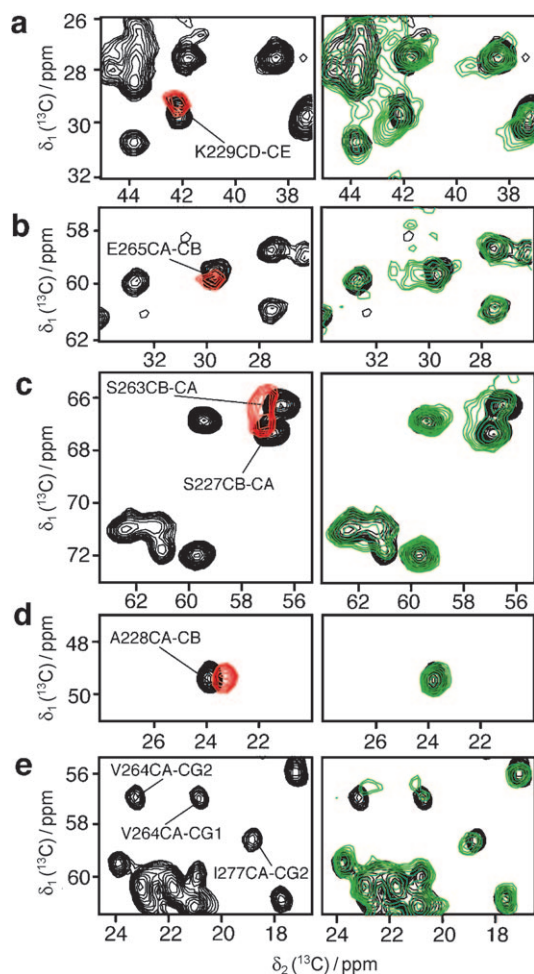 a
26
28
30
32
δ₁ (¹³C) / ppm
K229CD-CE
44 42 40 38
44 42 40 38
b
58
60
62
δ₁ (¹³C) / ppm
E265CA-CB
32 30 28
32 30 28
c
66
68
70
72
δ₁ (¹³C) / ppm
S263CB-CA
S227CB-CA
62 60 58 56
62 60 58 56
d
48
50
δ₁ (¹³C) / ppm
A228CA-CB
26 24 22
26 24 22
e
56
58
60
δ₁ (¹³C) / ppm
V264CA-CG2
V264CA-CG1
I277CA-CG2
24 22 20 18
24 22 20 18
δ₂ (¹³C) / ppm